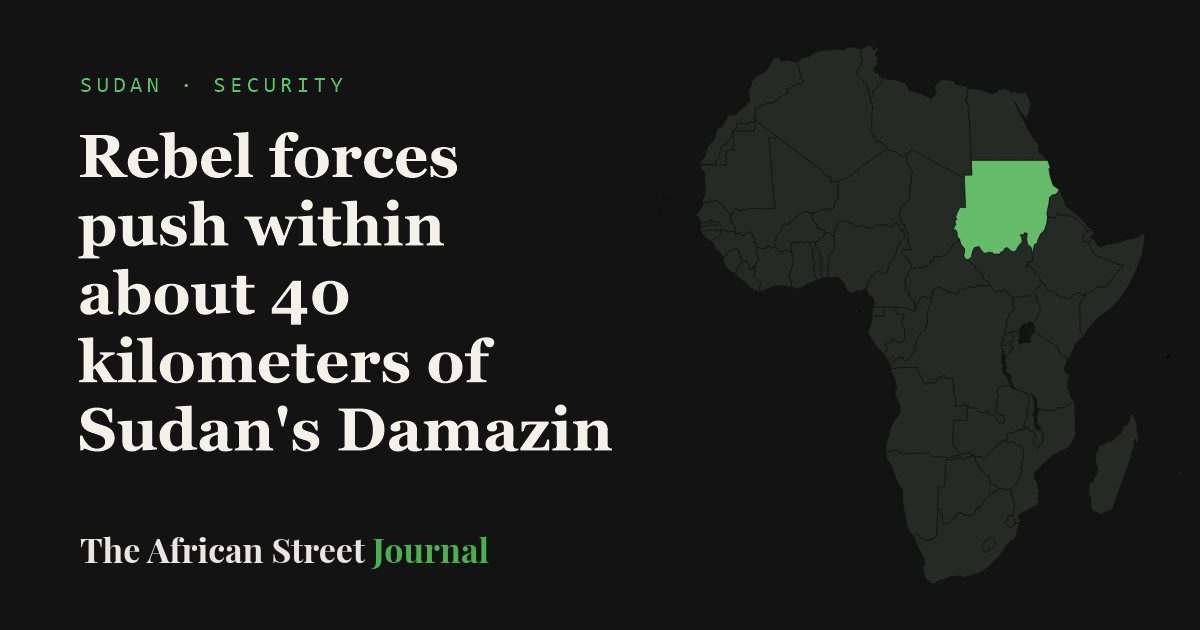 SUDAN · SECURITY
Rebel forces
push within
about 40
kilometers of
Sudan's Damazin
The African Street Journal